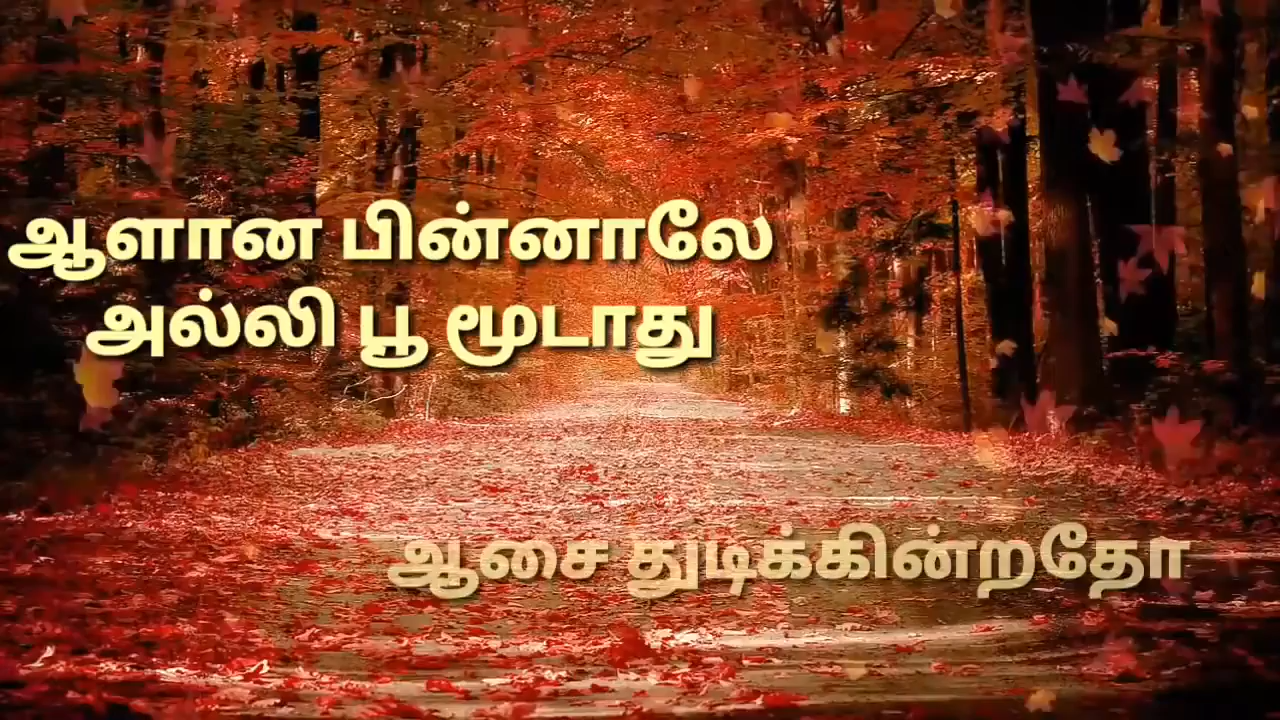 ஆளான பின்னாலே
அல்லி பூ மூடாது
ஆசை துடிக்கின்றதோ